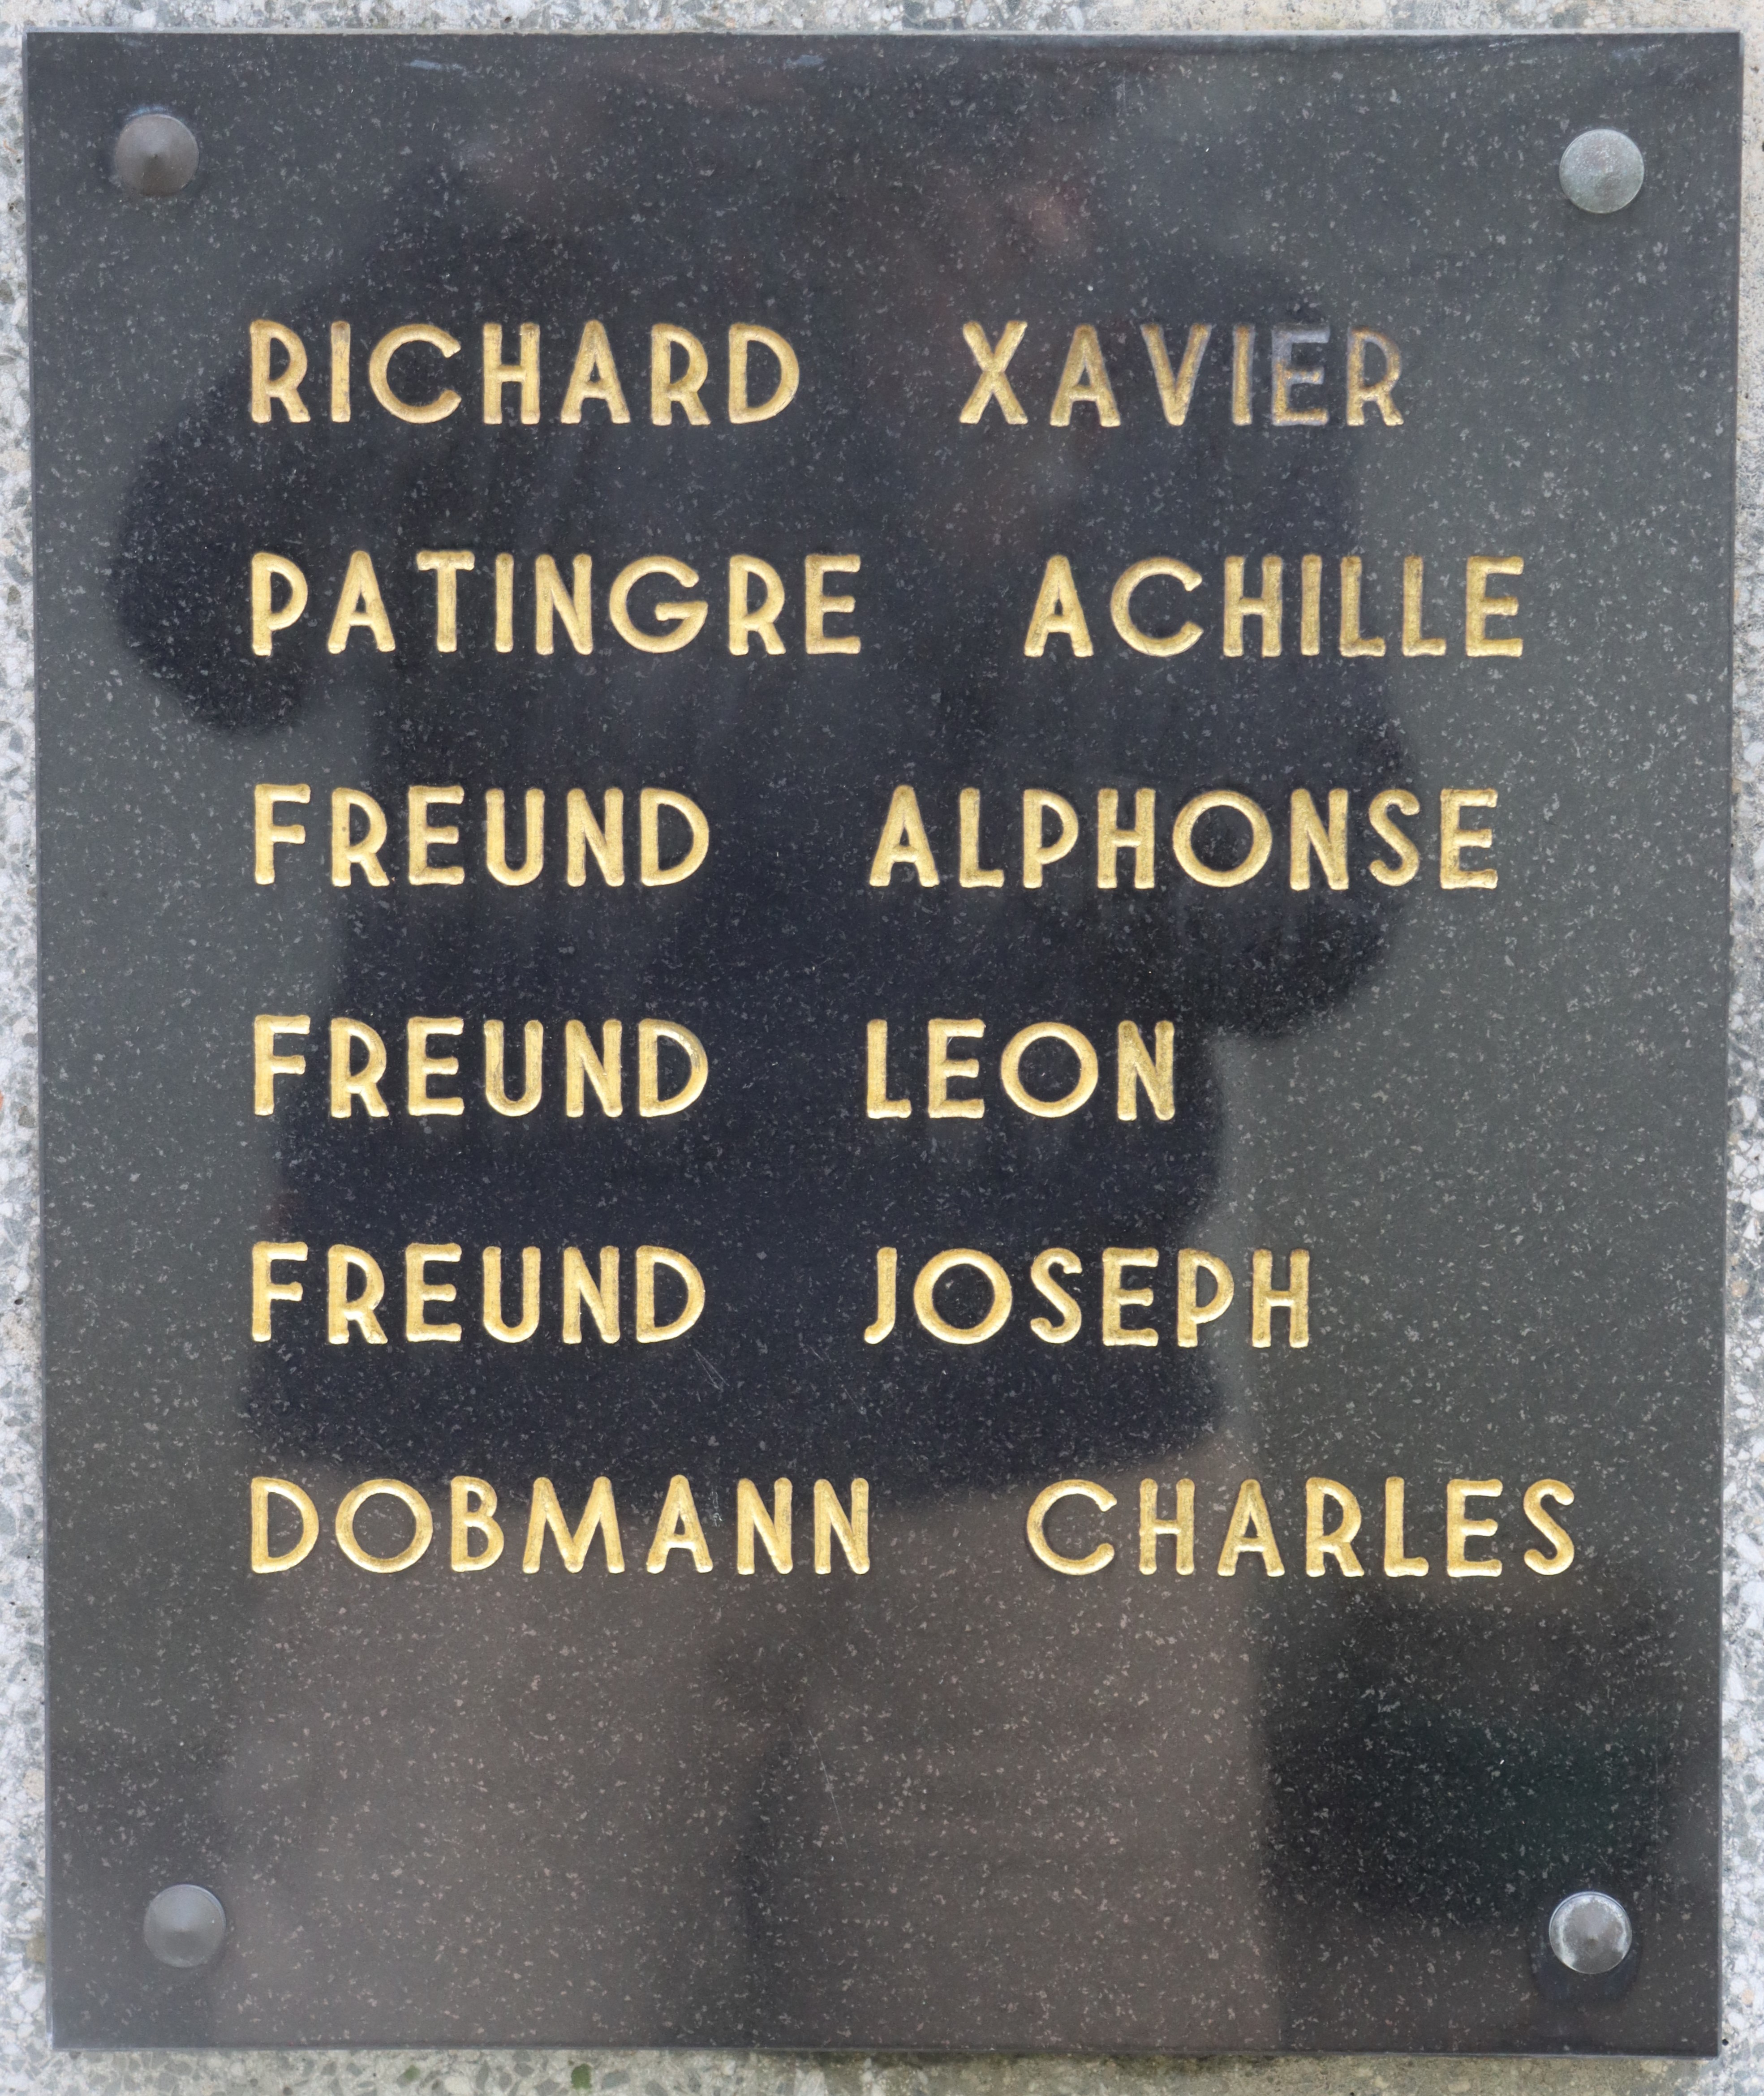 RICHARD XAVIER
PATINGRE ACHILLE
FREUND ALPHONSE
FREUND LEON
FREUND JOSEPH
DOBMANN CHARLES